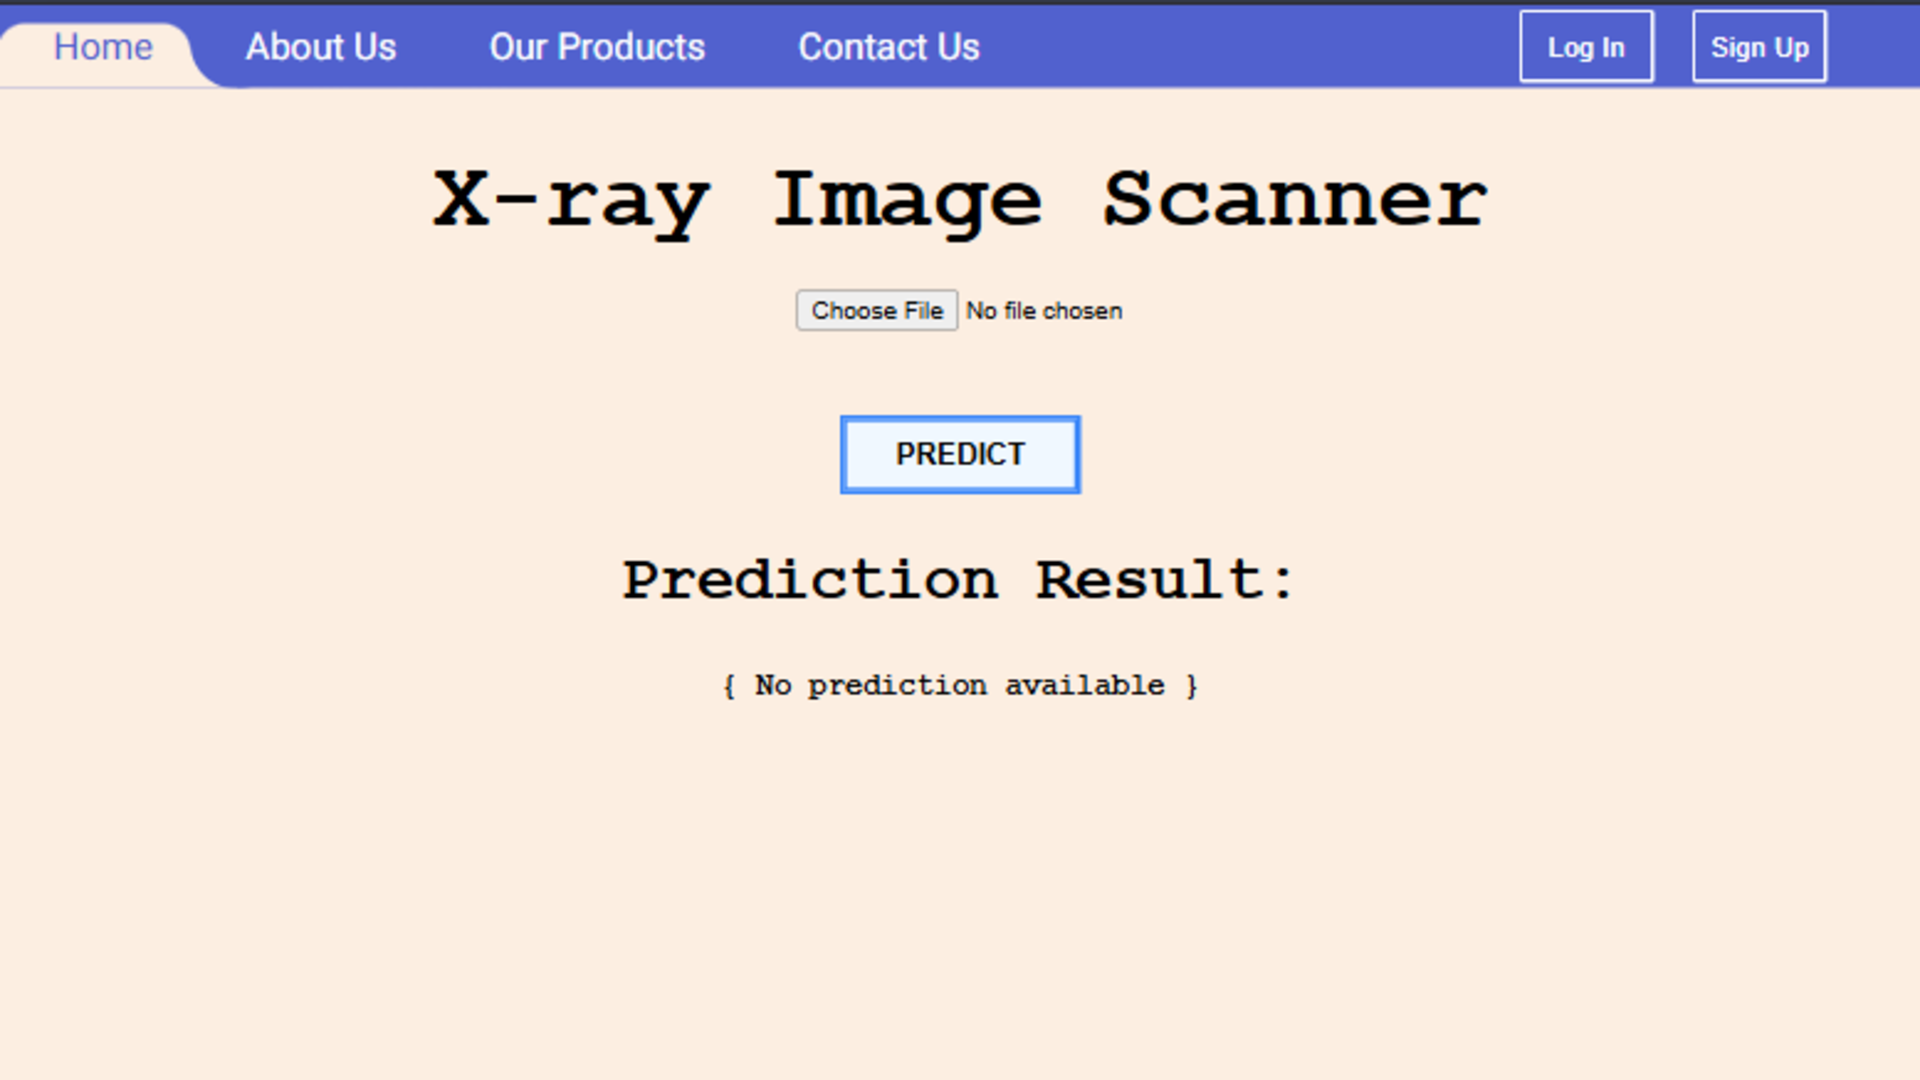 Home About Us Our Products Contact Us Log In Sign Up
X-ray Image Scanner
Choose File No file chosen
PREDICT
Prediction Result:
{ No prediction available }